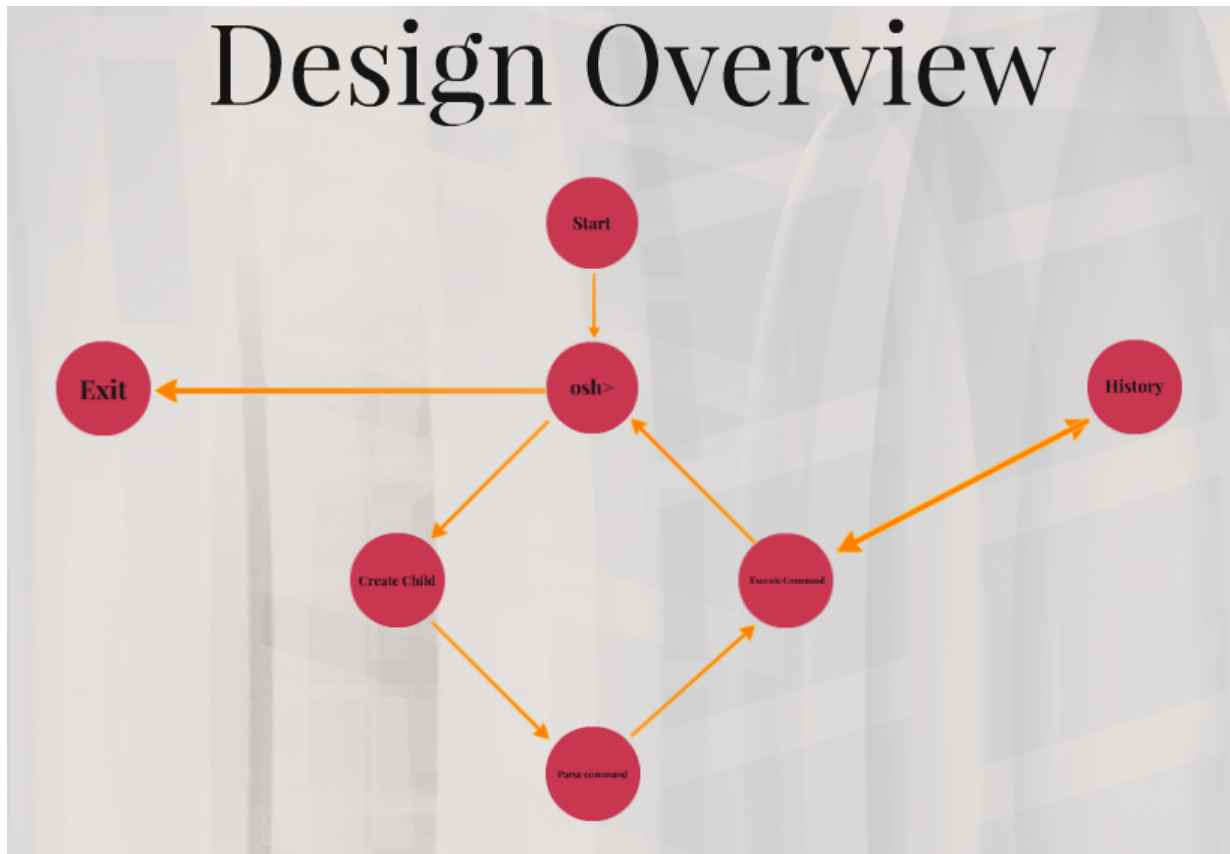 Design Overview
Start
Exit
osh>
History
Create Child
Execute Command
Parse command